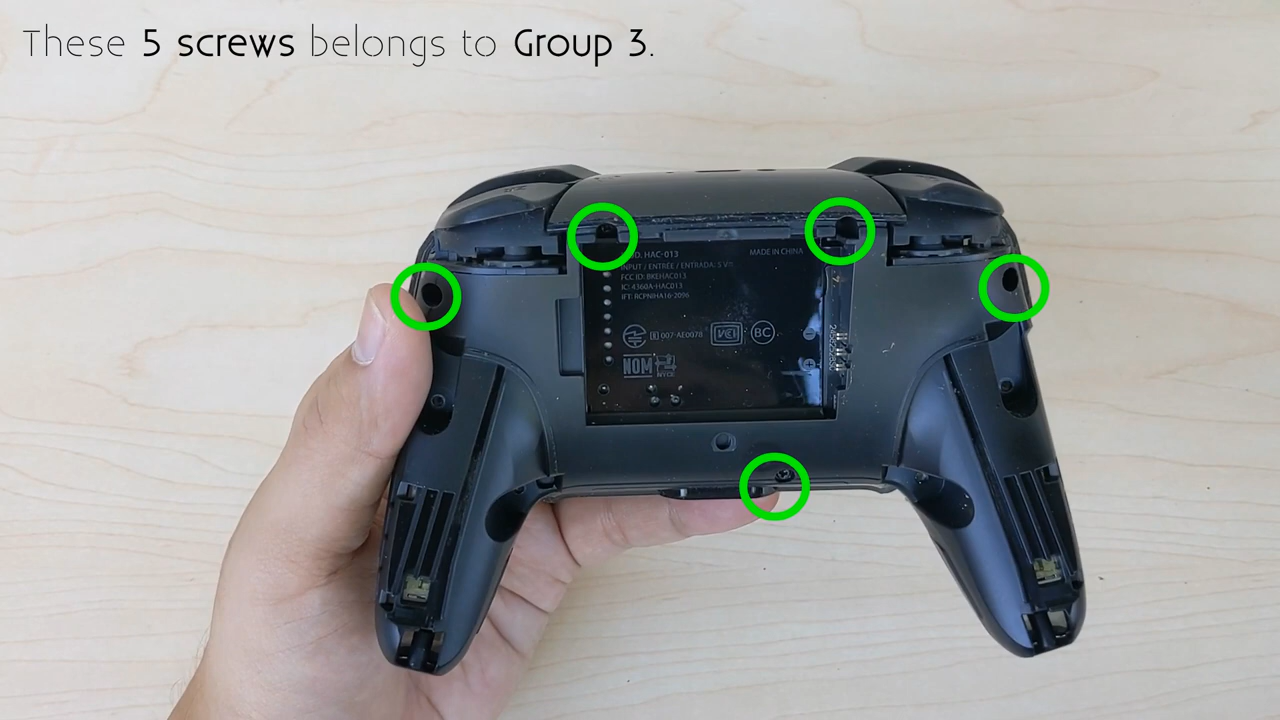 These 5 screws belongs to Group 3.
D. HAC-013
MADE IN CHINA
INPUT / ENTRÉE / ENTRADA: 5 V
FCC ID: BKEHAC013
IC: 4360A-HAC013
IFT: RCPNIHA16-2096
R 007-AE0078
BC
NOM
NYCE